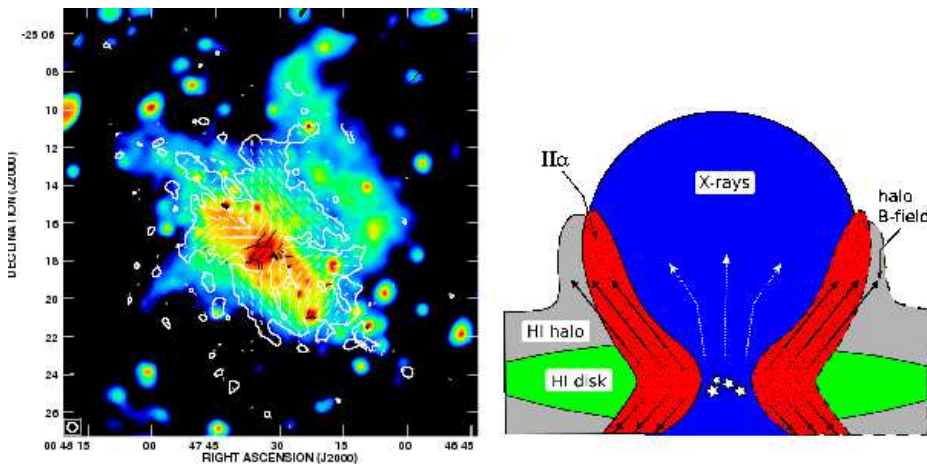 -25 06
08
10
12
14
16
18
20
22
24
26
DECLINATION (J2000)
00 48 15
00
47 45
30
15
00
46 45
RIGHT ASCENSION (J2000)
X-rays
IIα
halo
B-field
HI halo
HI disk